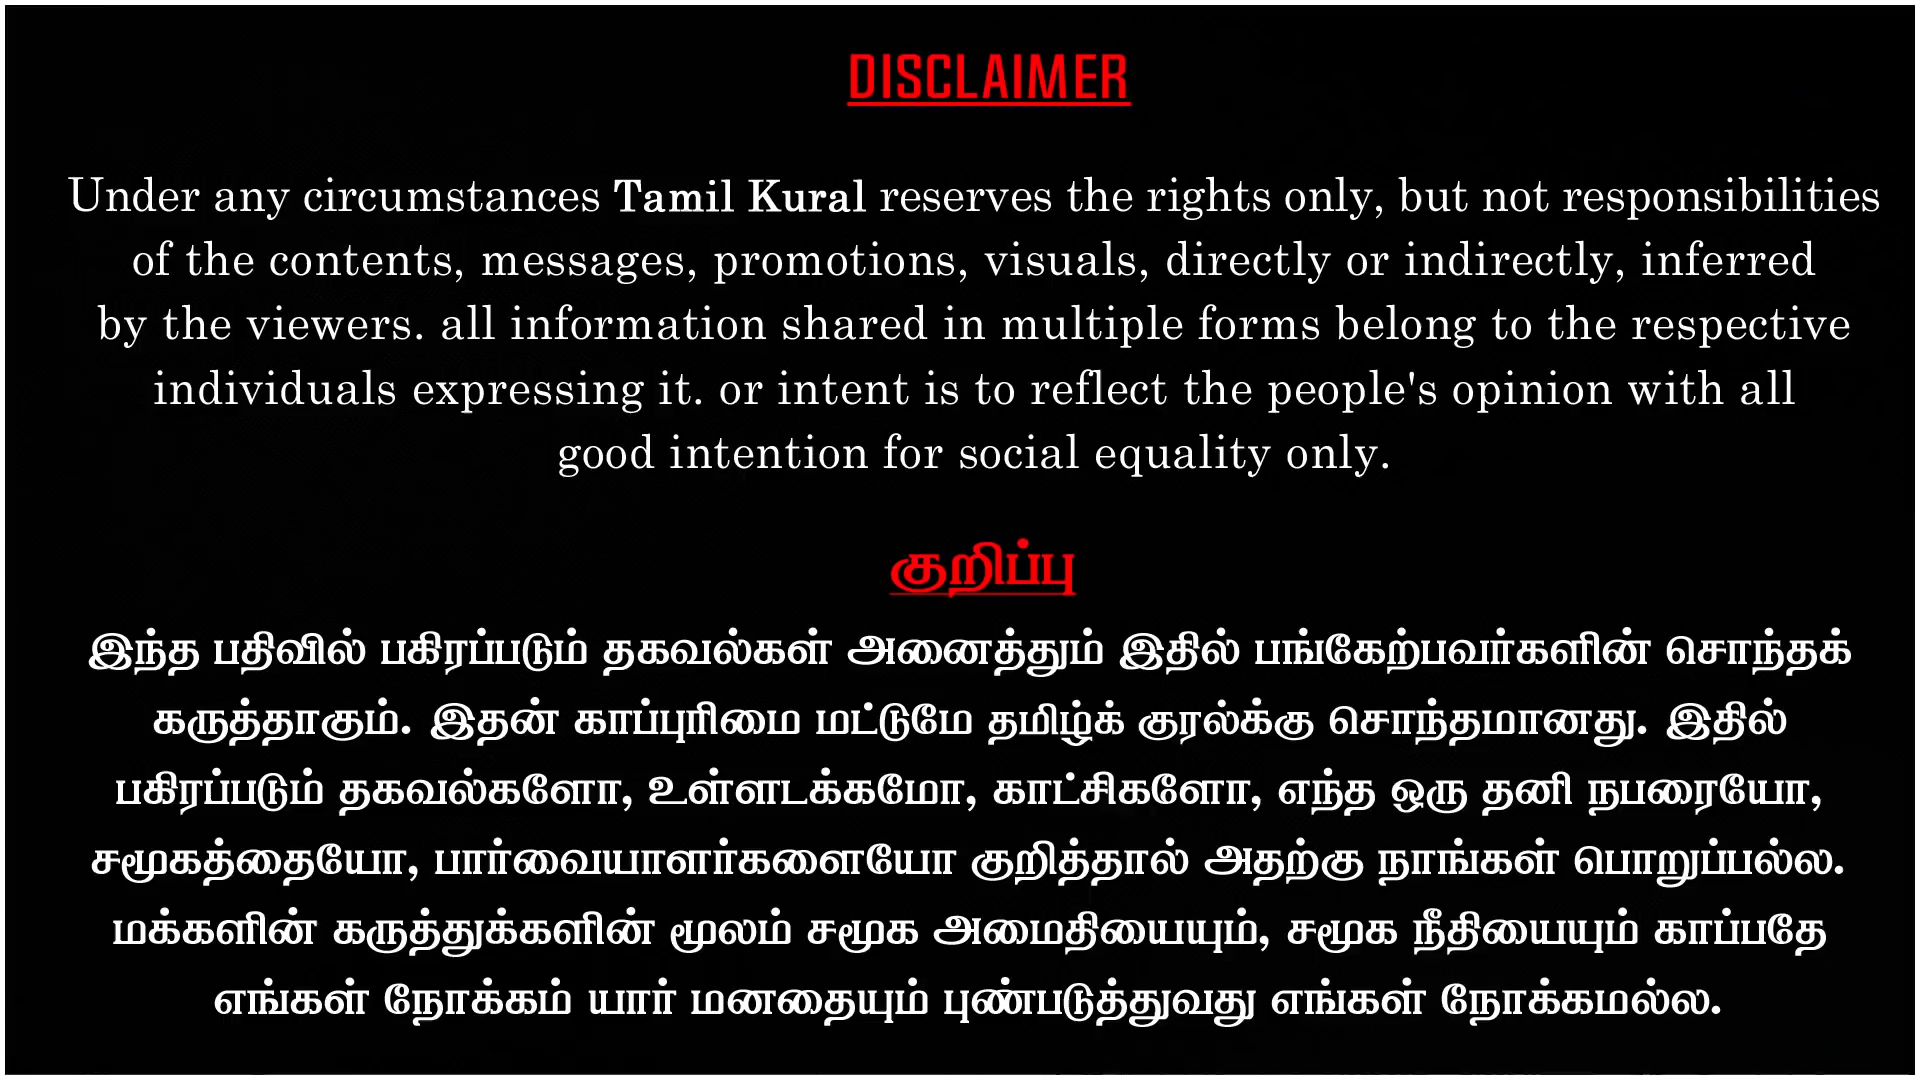 DISCLAIMER
Under any circumstances Tamil Kural reserves the rights only, but not responsibilities
of the contents, messages, promotions, visuals, directly or indirectly, inferred
by the viewers. all information shared in multiple forms belong to the respective
individuals expressing it. or intent is to reflect the people's opinion with all
good intention for social equality only.
குறிப்பு
இந்த பதிவில் பகிரப்படும் தகவல்கள் அனைத்தும் இதில் பங்கேற்பவர்களின் சொந்தக்
கருத்தாகும். இதன் காப்புரிமை மட்டுமே தமிழ்க் குரல்க்கு சொந்தமானது. இதில்
பகிரப்படும் தகவல்களோ, உள்ளடக்கமோ, காட்சிகளோ, எந்த ஒரு தனி நபரையோ,
சமூகத்தையோ, பார்வையாளர்களையோ குறித்தால் அதற்கு நாங்கள் பொறுப்பல்ல.
மக்களின் கருத்துக்களின் மூலம் சமூக அமைதியையும், சமூக நீதியையும் காப்பதே
எங்கள் நோக்கம் யார் மனதையும் புண்படுத்துவது எங்கள் நோக்கமல்ல.